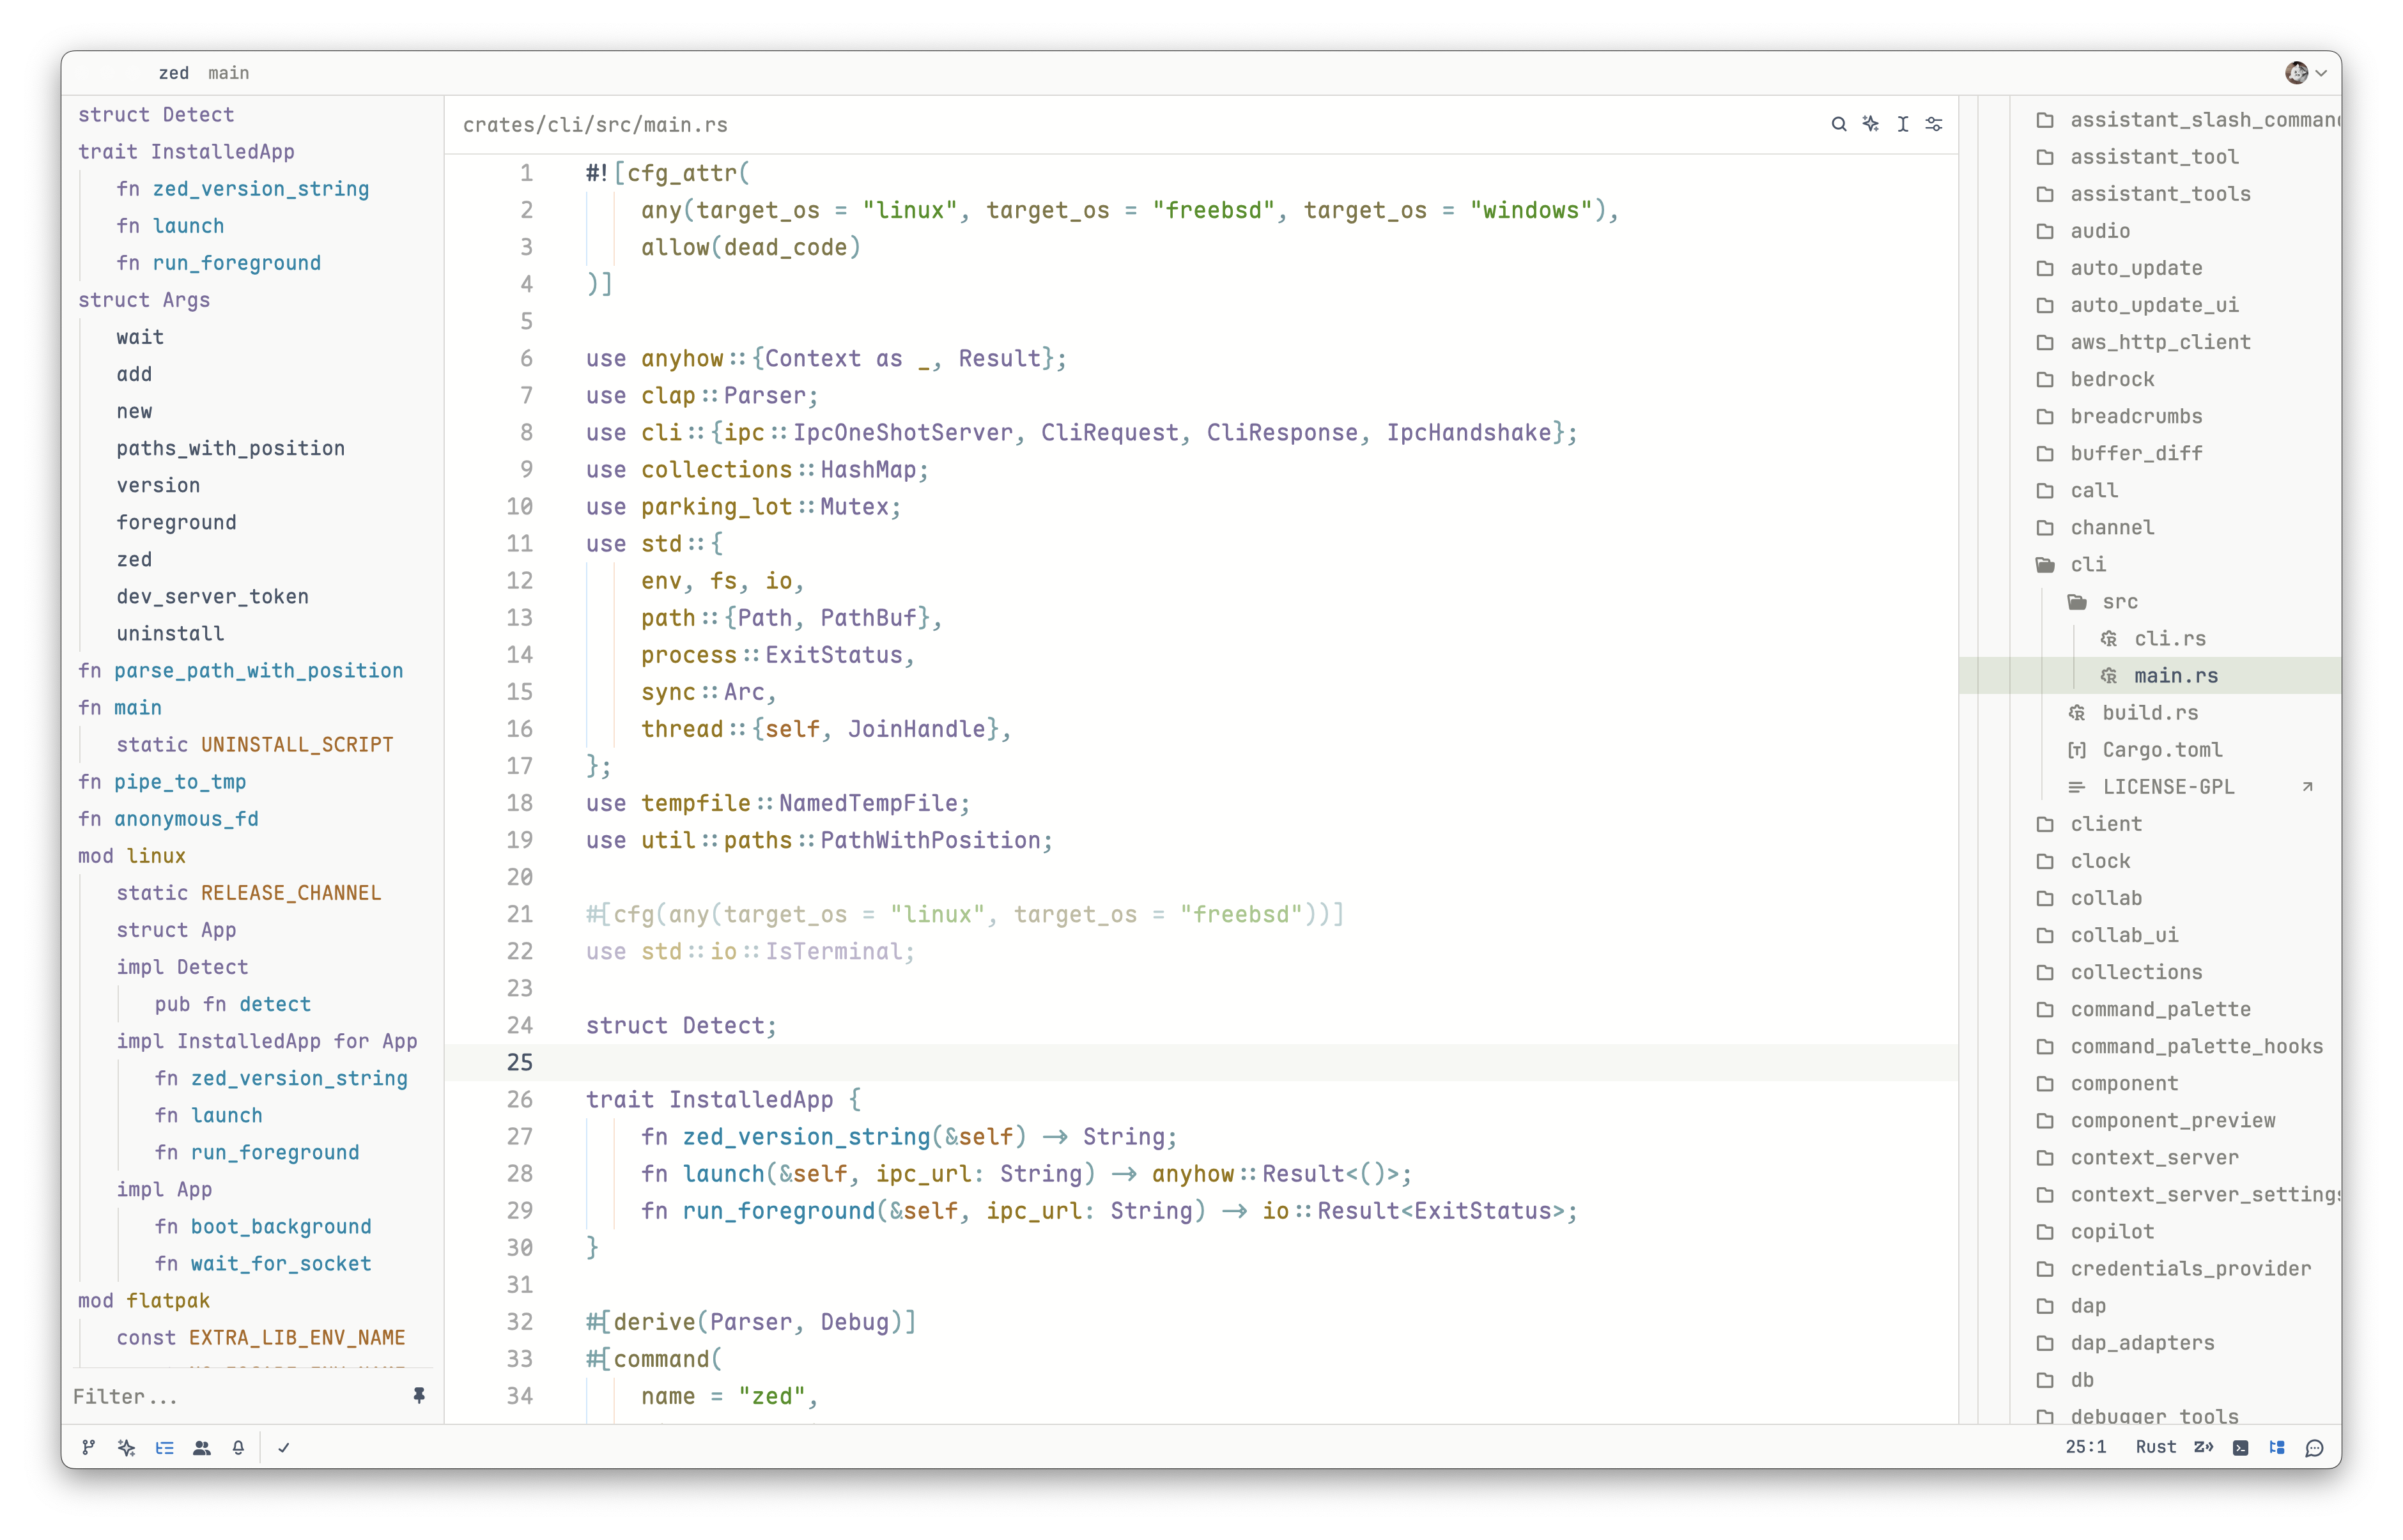 zed main
struct Detect
trait InstalledApp
fn zed_version_string
fn launch
fn run_foreground
struct Args
wait
add
new
paths_with_position
version
foreground
zed
dev_server_token
uninstall
fn parse_path_with_position
fn main
static UNINSTALL_SCRIPT
fn pipe_to_tmp
fn anonymous_fd
mod linux
static RELEASE_CHANNEL
struct App
impl Detect
pub fn detect
impl InstalledApp for App
fn zed_version_string
fn launch
fn run_foreground
impl App
fn boot_background
fn wait_for_socket
mod flatpak
const EXTRA_LIB_ENV_NAME
Filter...
crates/cli/src/main.rs
1 #![cfg_attr(
2     any(target_os = "linux", target_os = "freebsd", target_os = "windows"),
3     allow(dead_code)
4 )]
5
6 use anyhow::{Context as _, Result};
7 use clap::Parser;
8 use cli::{ipc::IpcOneShotServer, CliRequest, CliResponse, IpcHandshake};
9 use collections::HashMap;
10 use parking_lot::Mutex;
11 use std::{
12     env, fs, io,
13     path::{Path, PathBuf},
14     process::ExitStatus,
15     sync::Arc,
16     thread::{self, JoinHandle},
17 };
18 use tempfile::NamedTempFile;
19 use util::paths::PathWithPosition;
20
21 #[cfg(any(target_os = "linux", target_os = "freebsd"))]
22 use std::io::IsTerminal;
23
24 struct Detect;
25
26 trait InstalledApp {
27     fn zed_version_string(&self) -> String;
28     fn launch(&self, ipc_url: String) -> anyhow::Result<()>;
29     fn run_foreground(&self, ipc_url: String) -> io::Result<ExitStatus>;
30 }
31
32 #[derive(Parser, Debug)]
33 #[command(
34     name = "zed",
assistant_slash_comman
assistant_tool
assistant_tools
audio
auto_update
auto_update_ui
aws_http_client
bedrock
breadcrumbs
buffer_diff
call
channel
cli
src
cli.rs
main.rs
build.rs
Cargo.toml
LICENSE-GPL
client
clock
collab
collab_ui
collections
command_palette
command_palette_hooks
component
component_preview
context_server
context_server_settings
copilot
credentials_provider
dap
dap_adapters
db
debugger_tools
25:1 Rust